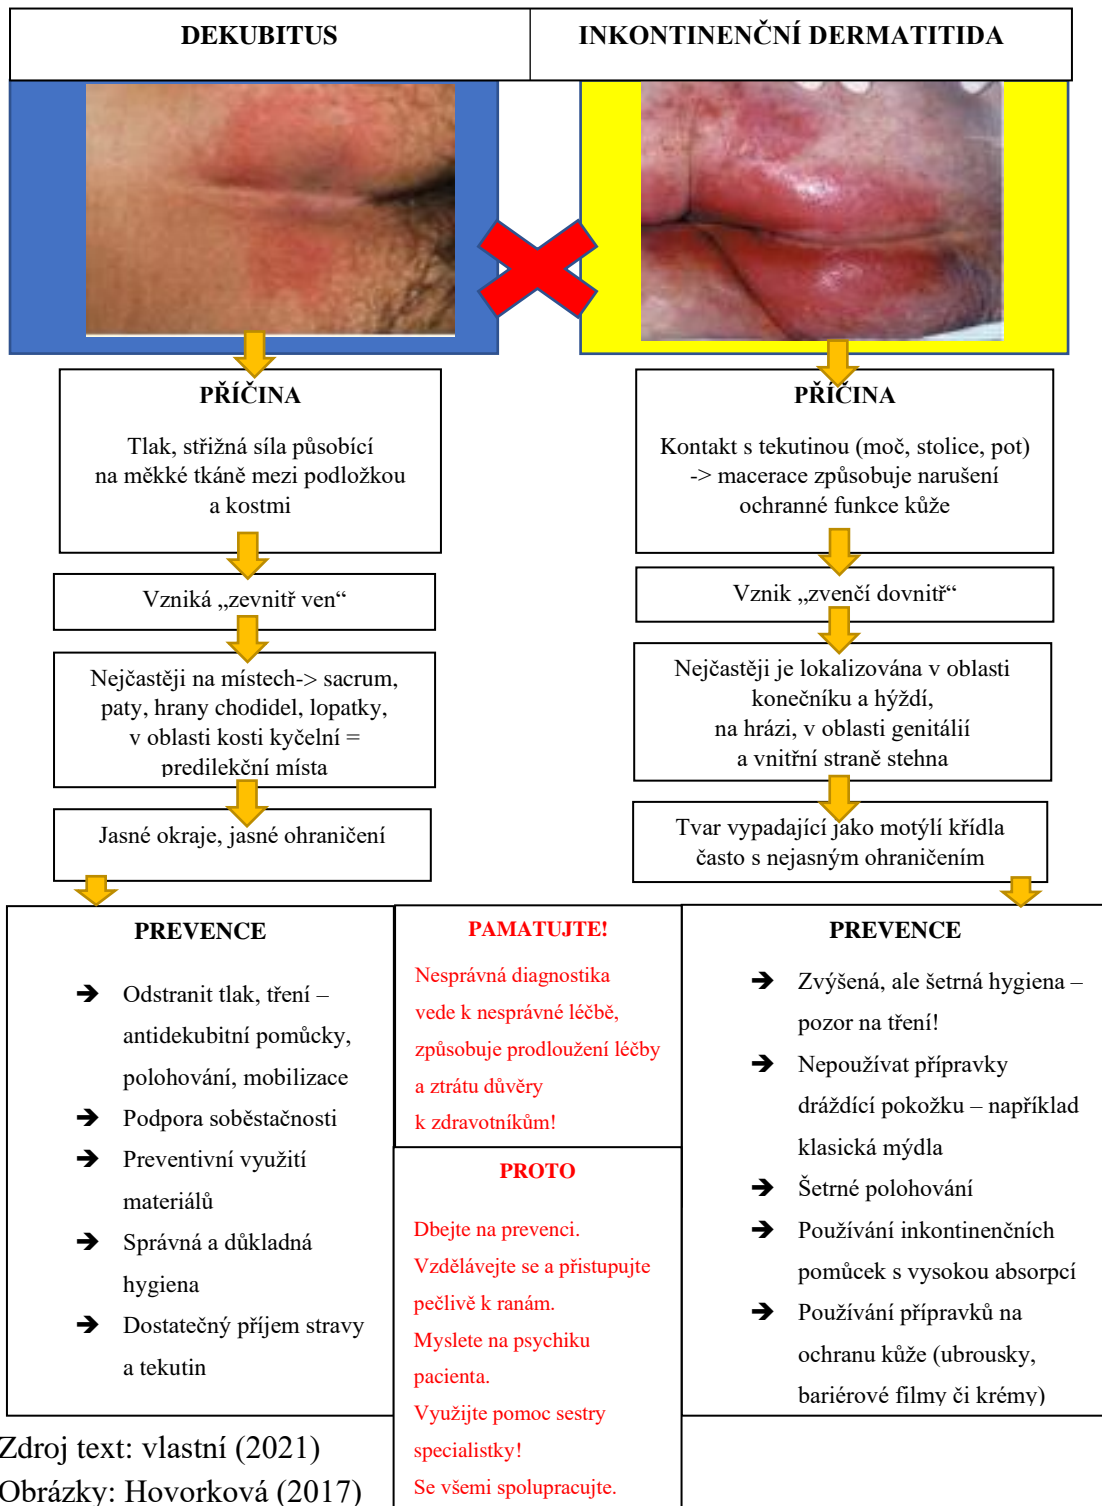 DEKUBITUS
INKONTINENČNÍ DERMATITIDA
PŘÍČINA
Tlak, střižná síla působící
na měkké tkáně mezi podložkou
a kostmi
Vzniká „zevnitř ven“
Nejčastěji na místech-> sacrum,
paty, hrany chodidel, lopatky,
v oblasti kosti kyčelní =
predilekční místa
Jasné okraje, jasné ohraničení
PŘÍČINA
Kontakt s tekutinou (moč, stolice, pot)
-> macerace způsobuje narušení
ochranné funkce kůže
Vznik „zvenčí dovnitř“
Nejčastěji je lokalizována v oblasti
konečníku a hýždí,
na hrázi, v oblasti genitálií
a vnitřní straně stehna
Tvar vypadající jako motýlí křídla
často s nejasným ohraničením
PREVENCE
➔ Odstranit tlak, tření –
antidekubitní pomůcky,
polohování, mobilizace
➔ Podpora soběstačnosti
➔ Preventivní využití
materiálů
➔ Správná a důkladná
hygiena
➔ Dostatečný příjem stravy
a tekutin
PAMATUJTE!
Nesprávná diagnostika
vede k nesprávné léčbě,
způsobuje prodloužení léčby
a ztrátu důvěry
k zdravotníkům!
PROTO
Dbejte na prevenci.
Vzdělávejte se a přistupujte
pečlivě k ranám.
Myslete na psychiku
pacienta.
Využijte pomoc sestry
specialistky!
Se všemi spolupracujte.
PREVENCE
➔ Zvýšená, ale šetrná hygiena –
pozor na tření!
➔ Nepoužívat přípravky
dráždící pokožku – například
klasická mýdla
➔ Šetrné polohování
➔ Používání inkontinenčních
pomůcek s vysokou absorpcí
➔ Používání přípravků na
ochranu kůže (ubrousky,
bariérové filmy či krémy)
Zdroj text: vlastní (2021)
Obrázky: Hovorková (2017)